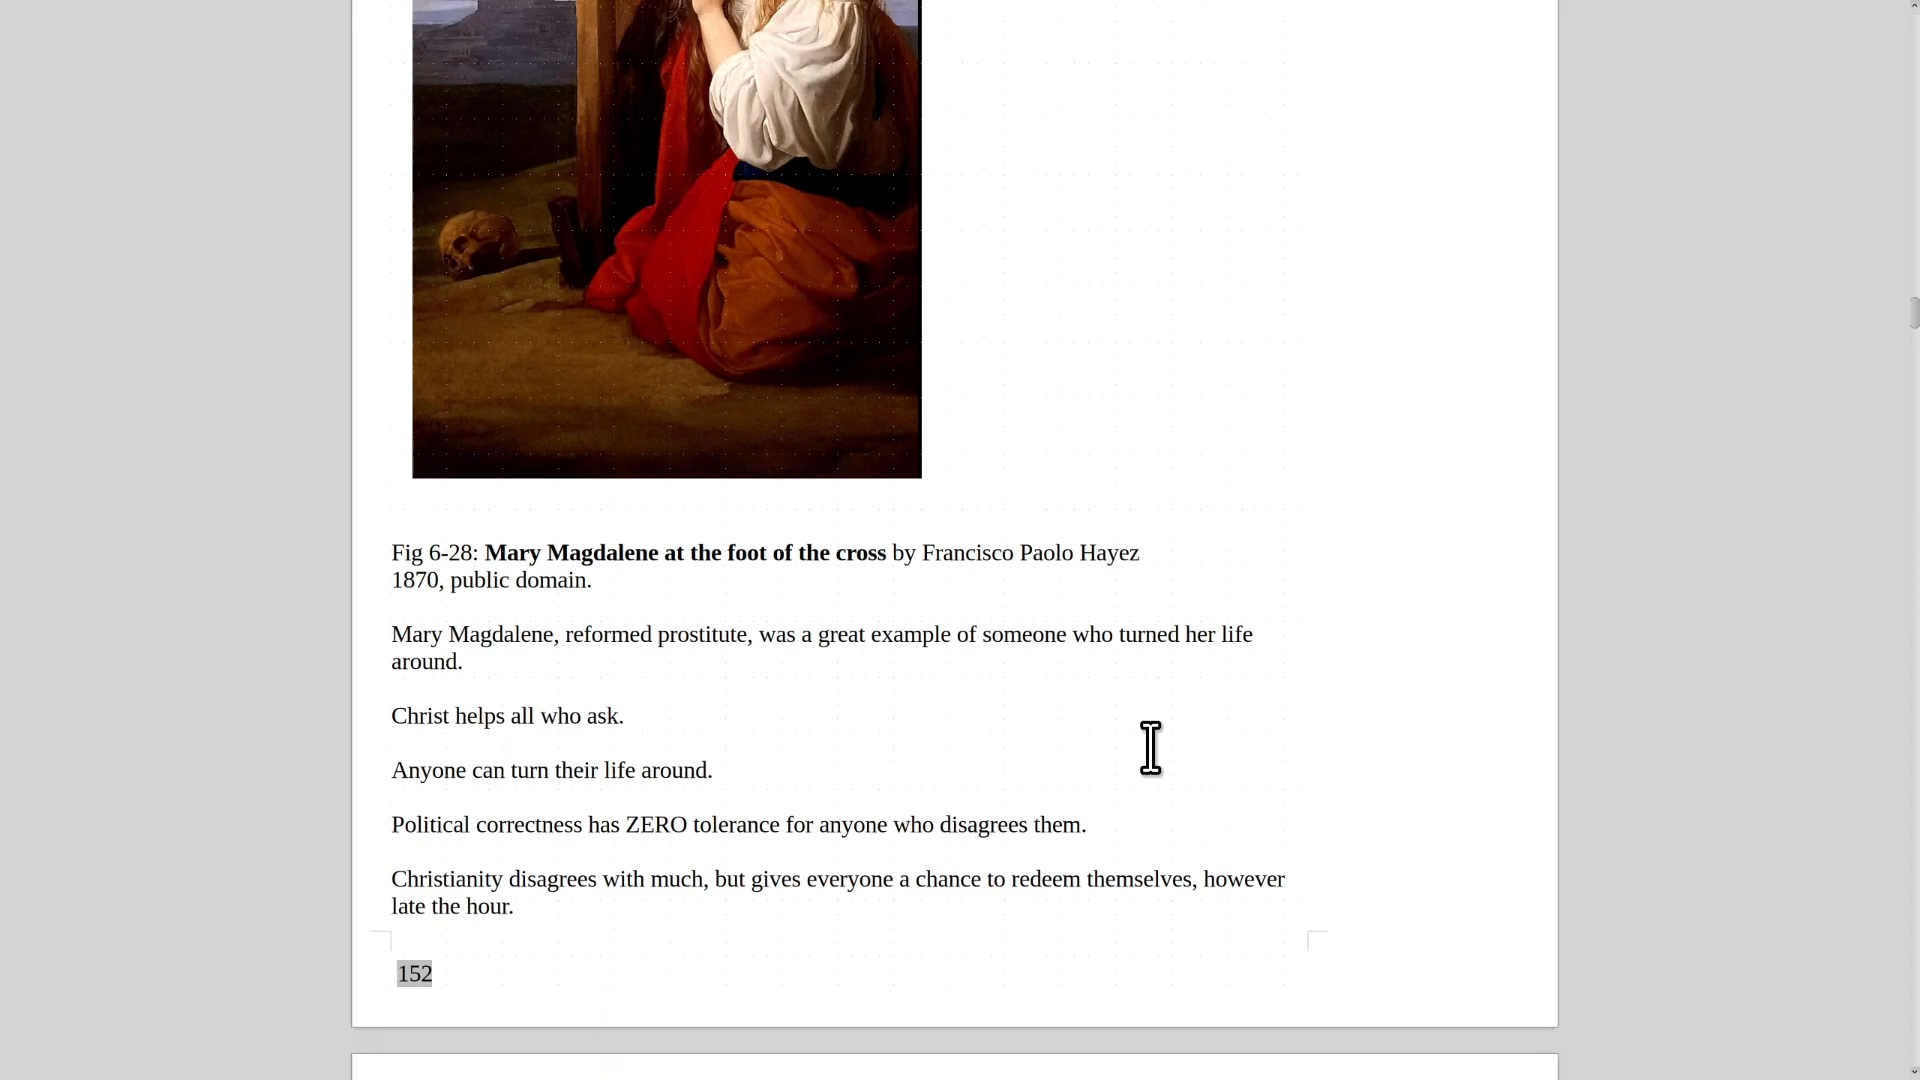 Fig 6-28: Mary Magdalene at the foot of the cross by Francisco Paolo Hayez
1870, public domain.
Mary Magdalene, reformed prostitute, was a great example of someone who turned her life
around.
Christ helps all who ask.
Anyone can turn their life around.
Political correctness has ZERO tolerance for anyone who disagrees them.
Christianity disagrees with much, but gives everyone a chance to redeem themselves, however
late the hour.
152